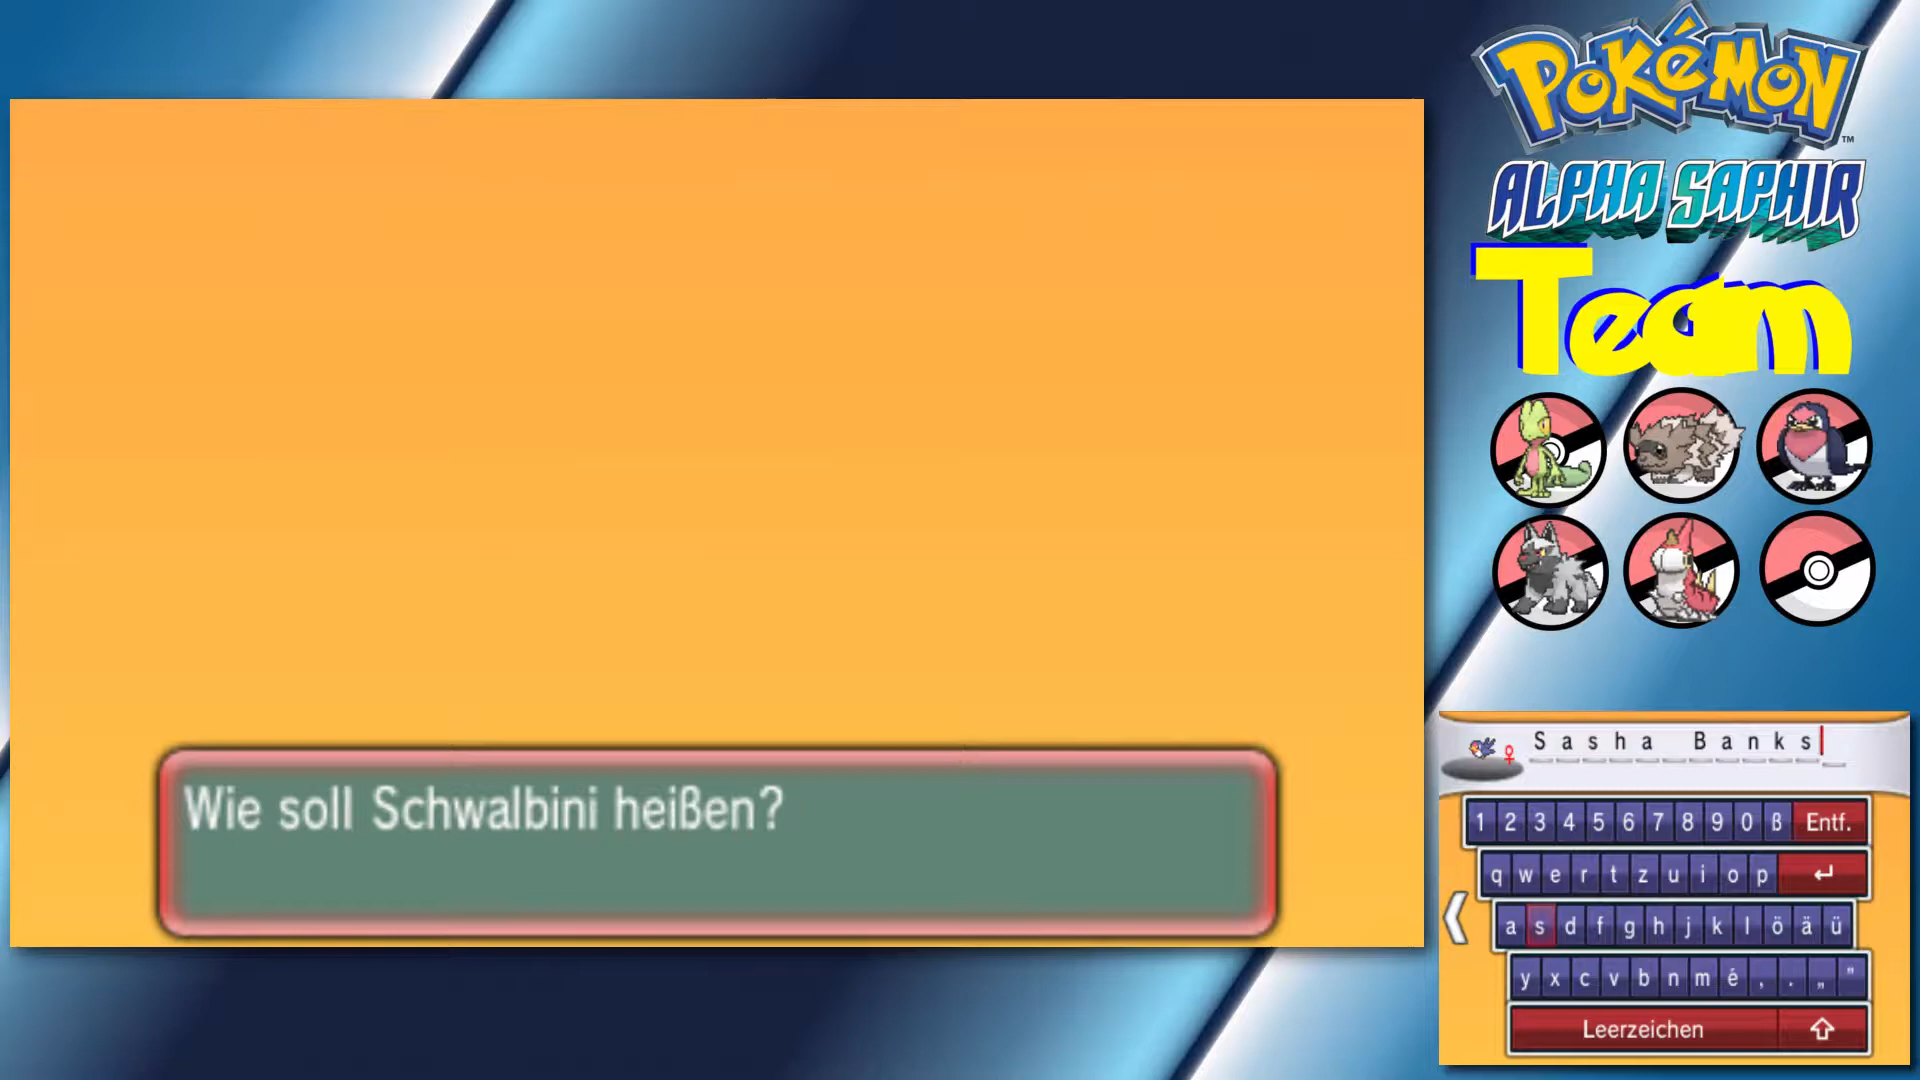 POKÉMON™
ALPHA SAPHIR
Team
Wie soll Schwalbini heißen?
Sasha Banks
1 2 3 4 5 6 7 8 9 0 ß Entf.
q w e r t z u i o p ↵
a s d f g h j k l ö ä ü
y x c v b n m é , . „ ”
Leerzeichen